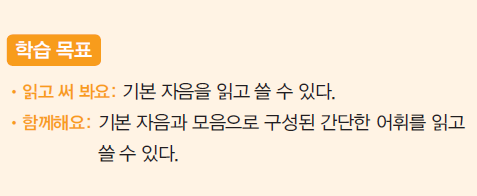 학습 목표
• 읽고 써 봐요: 기본 자음을 읽고 쓸 수 있다.
• 함께해요: 기본 자음과 모음으로 구성된 간단한 어휘를 읽고
쓸 수 있다.